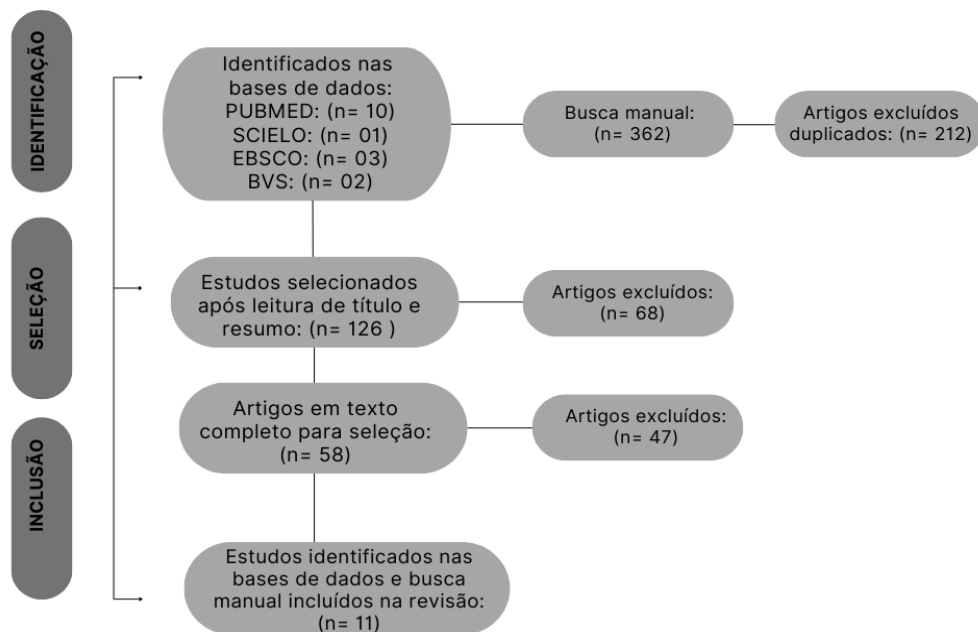 IDENTIFICAÇÃO
Identificados nas
bases de dados:
PUBMED: (n= 10)
SCIELO: (n= 01)
EBSCO: (n= 03)
BVS: (n= 02)
Busca manual:
(n= 362)
Artigos excluídos
duplicados: (n= 212)
SELEÇÃO
Estudos selecionados
após leitura de título e
resumo: (n= 126 )
Artigos excluídos:
(n= 68)
Artigos em texto
completo para seleção:
(n= 58)
Artigos excluídos:
(n= 47)
INCLUSÃO
Estudos identificados nas
bases de dados e busca
manual incluídos na revisão:
(n= 11)